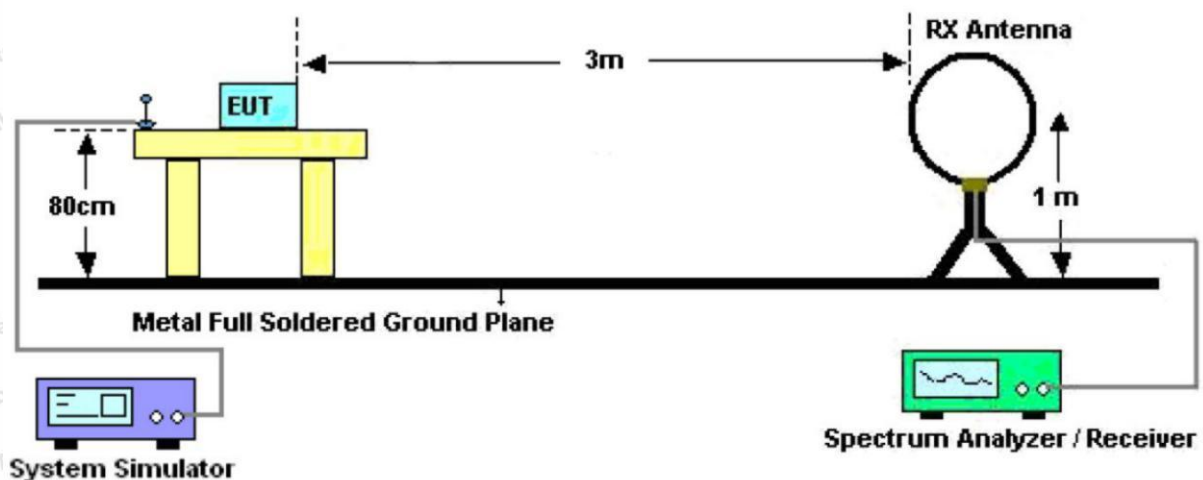 RX Antenna
3m
EUT
80cm
1 m
Metal Full Soldered Ground Plane
System Simulator
Spectrum Analyzer / Receiver